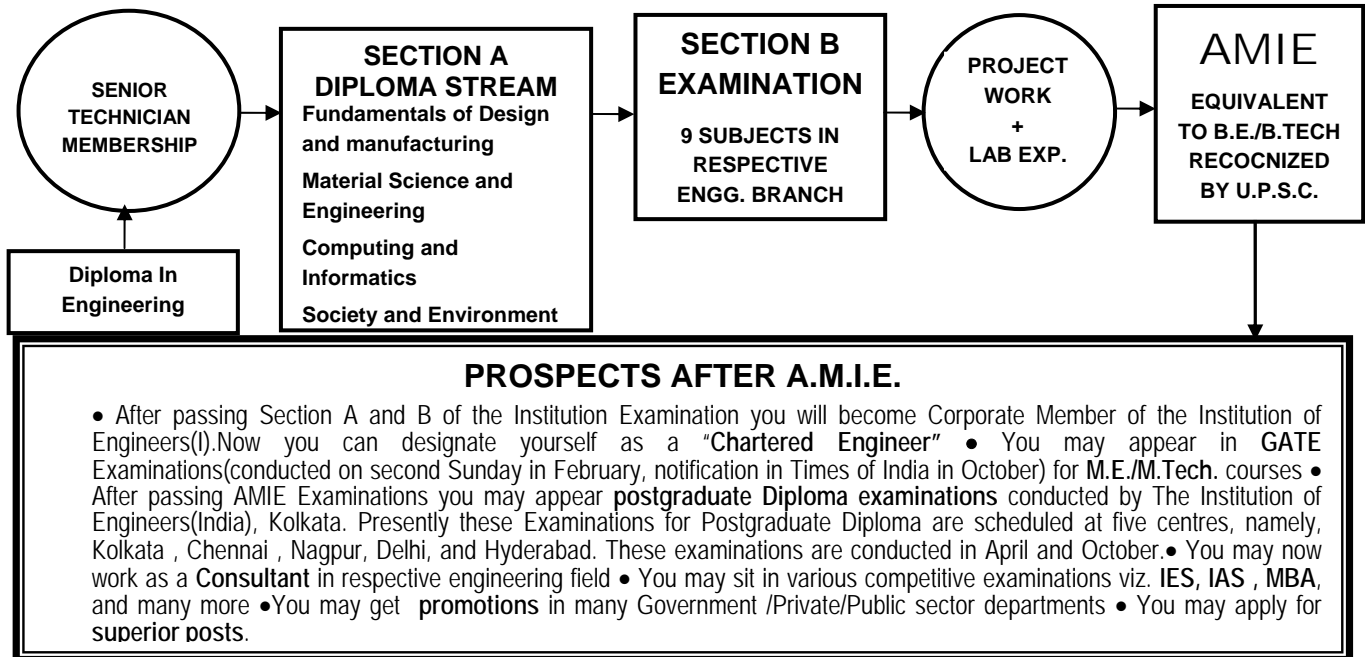 SENIOR
TECHNICIAN
MEMBERSHIP
Diploma In
Engineering
SECTION A
DIPLOMA STREAM
Fundamentals of Design
and manufacturing
Material Science and
Engineering
Computing and
Informatics
Society and Environment
SECTION B
EXAMINATION
9 SUBJECTS IN
RESPECTIVE
ENGG. BRANCH
PROJECT
WORK
+
LAB EXP.
AMIE
EQUIVALENT
TO B.E./B.TECH
RECOCNIZED
BY U.P.S.C.
PROSPECTS AFTER A.M.I.E.
• After passing Section A and B of the Institution Examination you will become Corporate Member of the Institution of
Engineers(I).Now you can designate yourself as a “Chartered Engineer” • You may appear in GATE
Examinations(conducted on second Sunday in February, notification in Times of India in October) for M.E./M.Tech. courses •
After passing AMIE Examinations you may appear postgraduate Diploma examinations conducted by The Institution of
Engineers(India), Kolkata. Presently these Examinations for Postgraduate Diploma are scheduled at five centres, namely,
Kolkata , Chennai , Nagpur, Delhi, and Hyderabad. These examinations are conducted in April and October.• You may now
work as a Consultant in respective engineering field • You may sit in various competitive examinations viz. IES, IAS , MBA,
and many more •You may get promotions in many Government /Private/Public sector departments • You may apply for
superior posts.